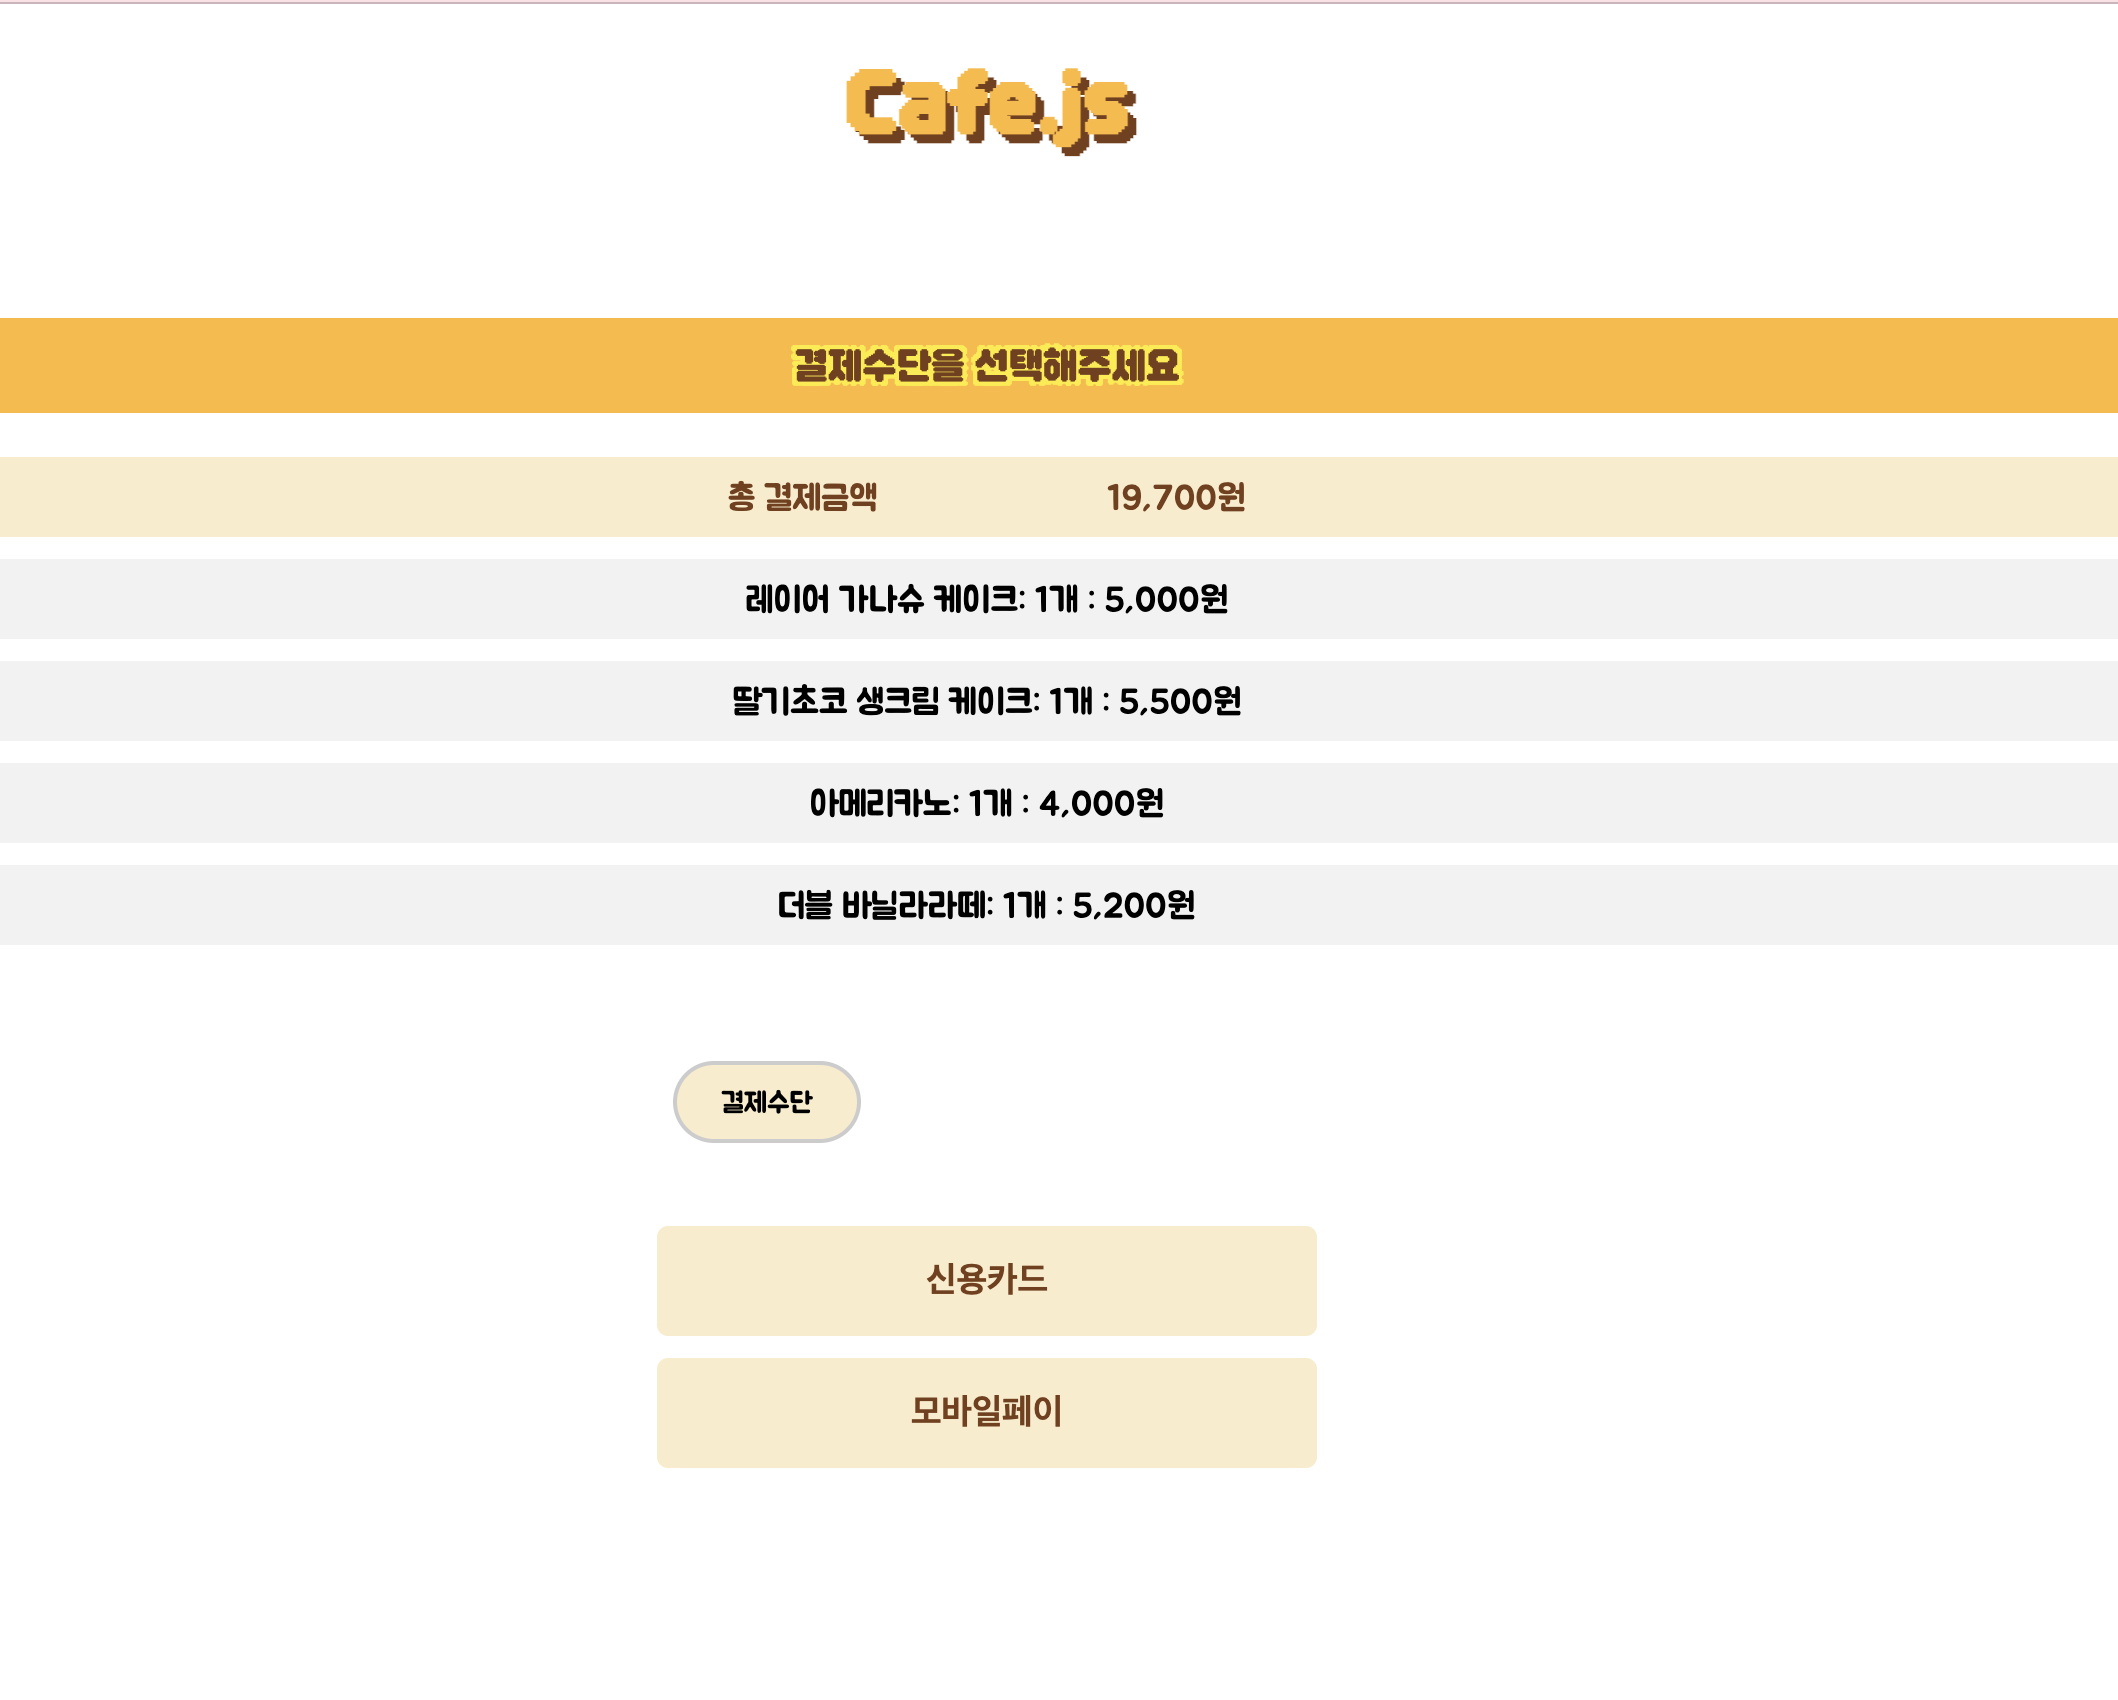 Cafe.js
결제수단을 선택해주세요
총 결제금액 19,700원
레이어 가나슈 케이크: 1개 : 5,000원
딸기초코 생크림 케이크: 1개 : 5,500원
아메리카노: 1개 : 4,000원
더블 바닐라라떼: 1개 : 5,200원
결제수단
신용카드
모바일페이